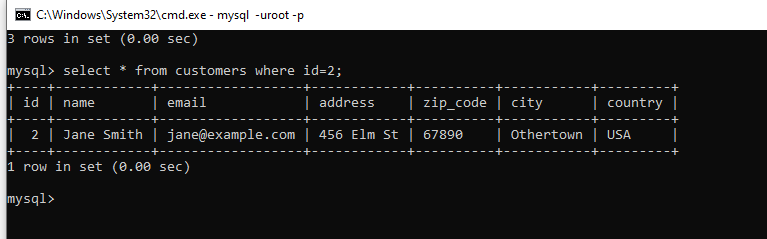 C:\Windows\System32\cmd.exe - mysql  -uroot -p
3 rows in set (0.00 sec)
mysql> select * from customers where id=2;
+----+------------+------------------+------------+----------+-----------+---------+
| id | name       | email            | address    | zip_code | city      | country |
+----+------------+------------------+------------+----------+-----------+---------+
|  2 | Jane Smith | jane@example.com | 456 Elm St | 67890    | Othertown | USA     |
+----+------------+------------------+------------+----------+-----------+---------+
1 row in set (0.00 sec)
mysql>